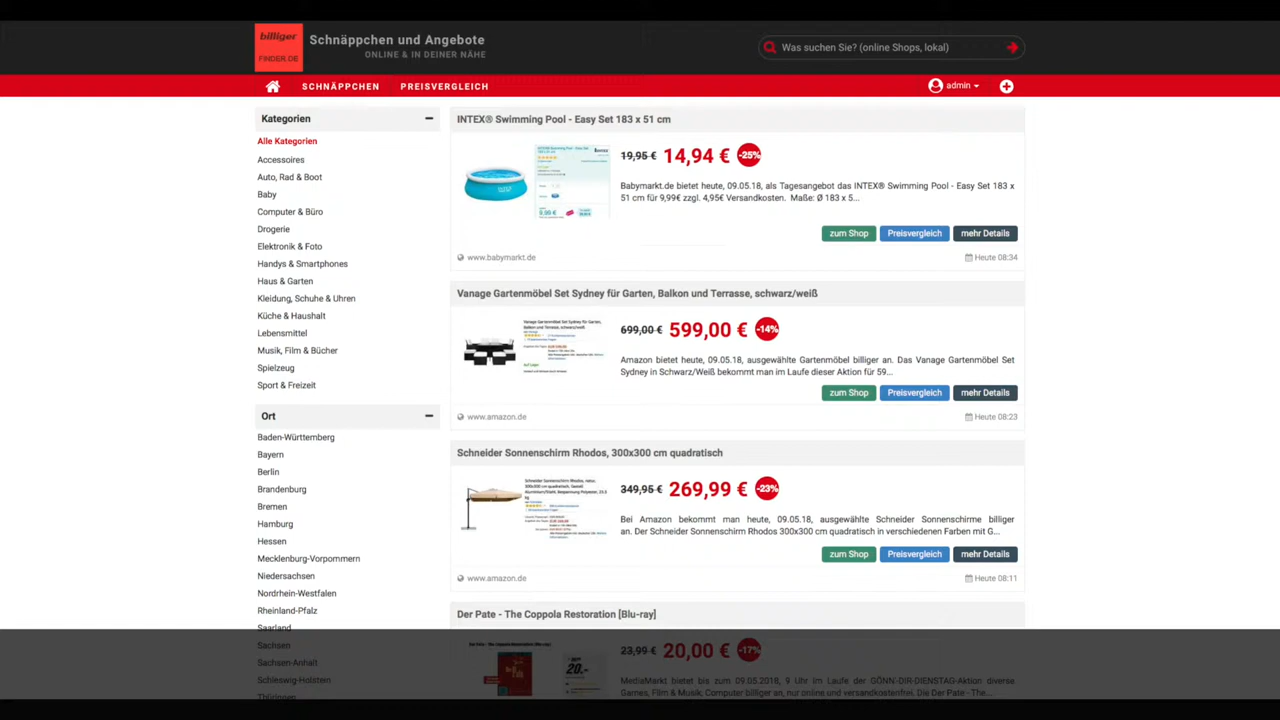 billiger
FINDER.DE
Schnäppchen und Angebote
ONLINE & IN DEINER NÄHE
Was suchen Sie? (online Shops, lokal)
SCHNÄPPCHEN
PREISVERGLEICH
admin
Kategorien
Alle Kategorien
Accessoires
Auto, Rad & Boot
Baby
Computer & Büro
Drogerie
Elektronik & Foto
Handys & Smartphones
Haus & Garten
Kleidung, Schuhe & Uhren
Küche & Haushalt
Lebensmittel
Musik, Film & Bücher
Spielzeug
Sport & Freizeit
Ort
Baden-Württemberg
Bayern
Berlin
Brandenburg
Bremen
Hamburg
Hessen
Mecklenburg-Vorpommern
Niedersachsen
Nordrhein-Westfalen
Rheinland-Pfalz
Saarland
Sachsen
Sachsen-Anhalt
Schleswig-Holstein
Thüringen
INTEX® Swimming Pool - Easy Set 183 x 51 cm
19,95 € 14,94 € -25%
Babymarkt.de bietet heute, 09.05.18, als Tagesangebot das INTEX® Swimming Pool - Easy Set 183 x
51 cm für 9,99€ zzgl. 4,95€ Versandkosten. Maße: Ø 183 x 5...
zum Shop Preisvergleich mehr Details
www.babymarkt.de Heute 08:34
Vanage Gartenmöbel Set Sydney für Garten, Balkon und Terrasse, schwarz/weiß
Vanage Gartenmöbel Set Sydney für Garten,
Balkon und Terrasse, schwarz/weiß
699,00 € 599,00 € -14%
Amazon bietet heute, 09.05.18, ausgewählte Gartenmöbel billiger an. Das Vanage Gartenmöbel Set
Sydney in Schwarz/Weiß bekommt man im Laufe dieser Aktion für 59...
zum Shop Preisvergleich mehr Details
www.amazon.de Heute 08:23
Schneider Sonnenschirm Rhodos, 300x300 cm quadratisch
349,95 € 269,99 € -23%
Bei Amazon bekommt man heute, 09.05.18, ausgewählte Schneider Sonnenschirme billiger
an. Der Schneider Sonnenschirm Rhodos 300x300 cm quadratisch in verschiedenen Farben mit G...
zum Shop Preisvergleich mehr Details
www.amazon.de Heute 08:11
Der Pate - The Coppola Restoration [Blu-ray]
20.-
23,99 € 20,00 € -17%
MediaMarkt bietet bis zum 09.05.2018, 9 Uhr im Laufe der GÖNN-DIR-DIENSTAG-Aktion diverse
Games, Film & Musik, Computer billiger an, nur online und versandkostenfrei. Die Der Pate - The...